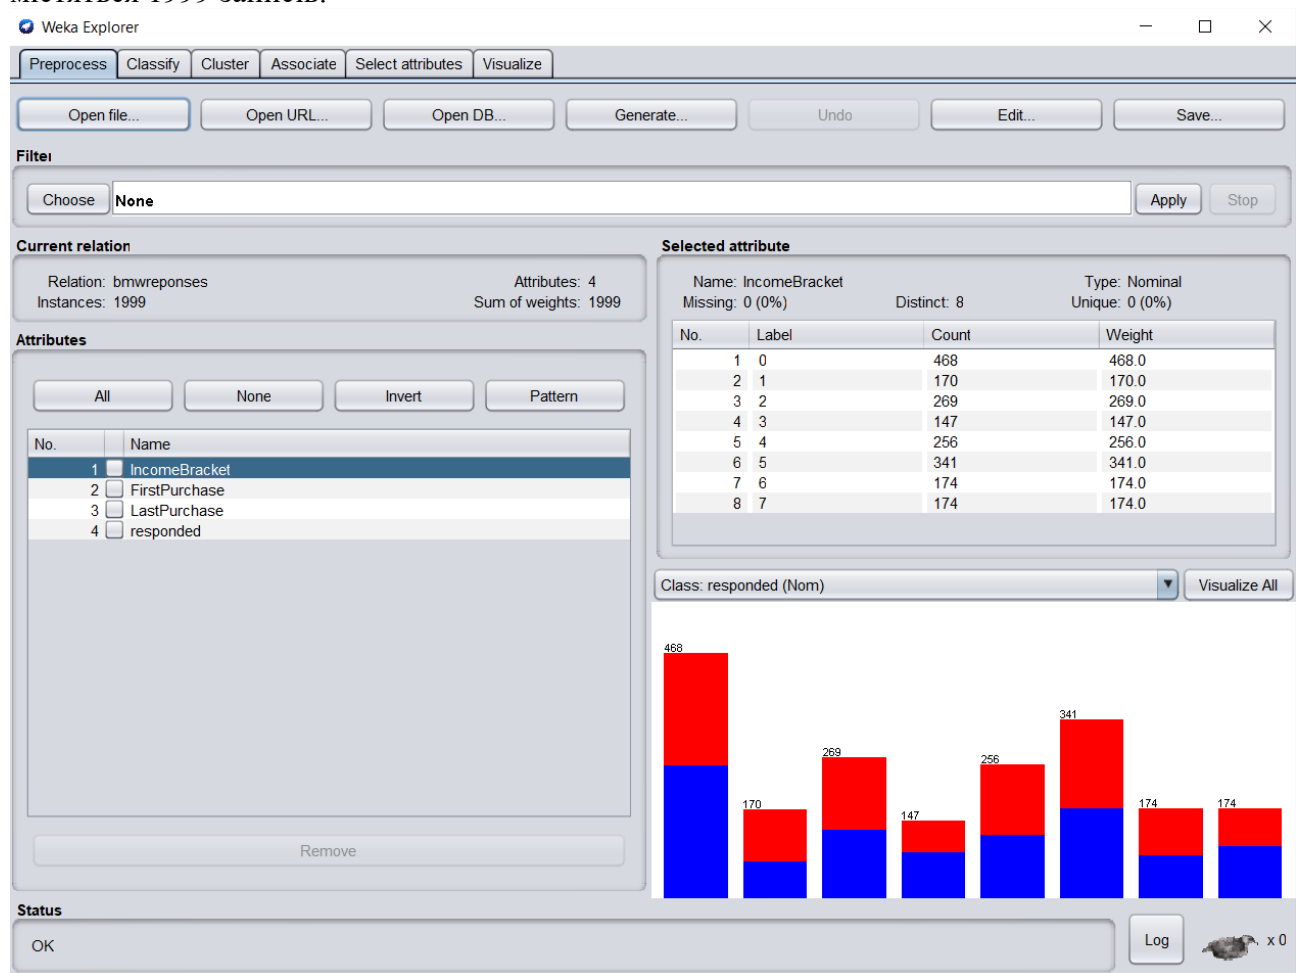 містяться 1999 записів.
Weka Explorer
Preprocess Classify Cluster Associate Select attributes Visualize
Open file... Open URL... Open DB... Generate... Undo Edit... Save...
Filter
Choose None Apply Stop
Current relation
Relation: bmwreponses Attributes: 4
Instances: 1999 Sum of weights: 1999
Attributes
All None Invert Pattern
No. Name
1 IncomeBracket
2 FirstPurchase
3 LastPurchase
4 responded
Remove
Selected attribute
Name: IncomeBracket Type: Nominal
Missing: 0 (0%) Distinct: 8 Unique: 0 (0%)
No. Label Count Weight
1 0 468 468.0
2 1 170 170.0
3 2 269 269.0
4 3 147 147.0
5 4 256 256.0
6 5 341 341.0
7 6 174 174.0
8 7 174 174.0
Class: responded (Nom) Visualize All
468 170 269 147 256 341 174 174
Status
OK Log x 0